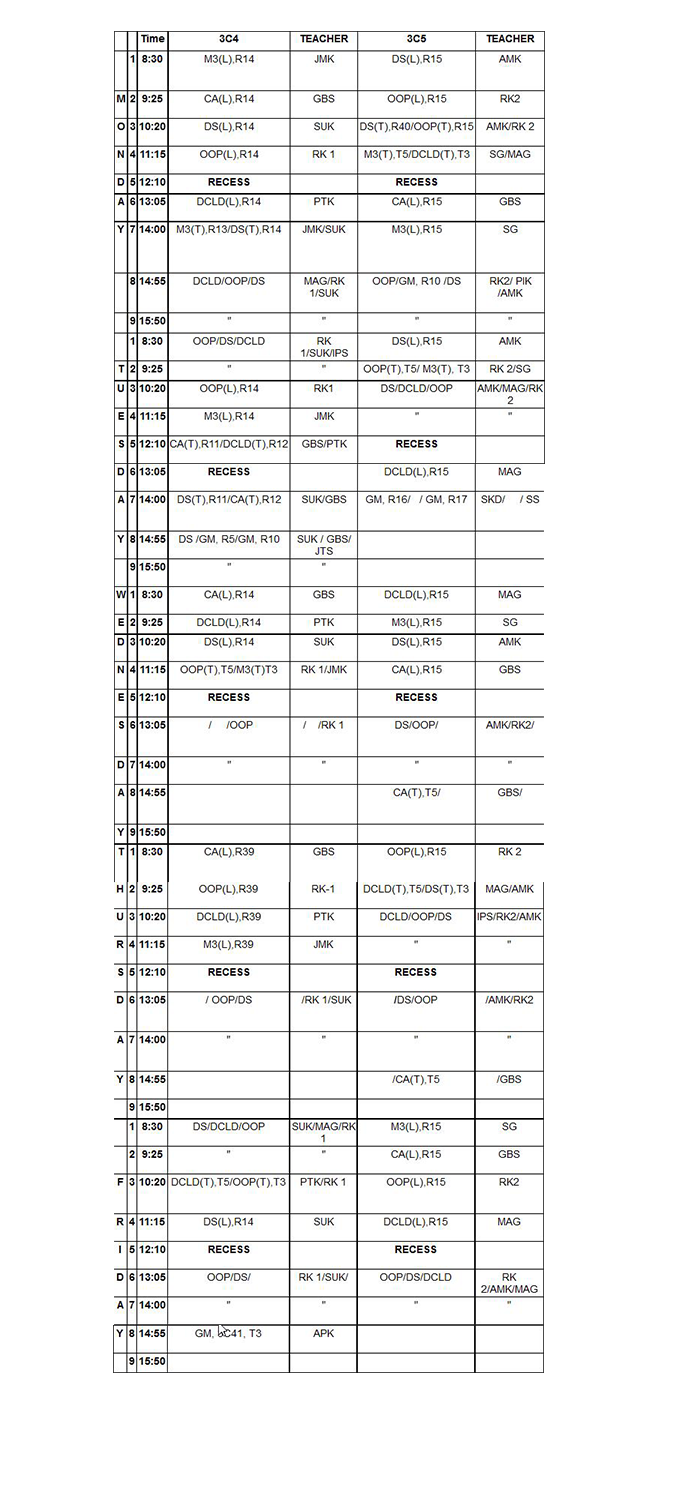 Time 3C4 TEACHER 3C5 TEACHER
1 8:30 M3(L),R14 JMK DS(L),R15 AMK
M 2 9:25 CA(L),R14 GBS OOP(L),R15 RK2
O 3 10:20 DS(L),R14 SUK DS(T),R40/OOP(T),R15 AMK/RK 2
N 4 11:15 OOP(L),R14 RK 1 M3(T),T5/DCLD(T),T3 SG/MAG
D 5 12:10 RECESS RECESS
A 6 13:05 DCLD(L),R14 PTK CA(L),R15 GBS
Y 7 14:00 M3(T),R13/DS(T),R14 JMK/SUK M3(L),R15 SG
8 14:55 DCLD/OOP/DS MAG/RK OOP/GM, R10 /DS RK2/ PIK
1/SUK /AMK
9 15:50 " " " "
1 8:30 OOP/DS/DCLD RK DS(L),R15 AMK
1/SUK/IPS
T 2 9:25 " " OOP(T),T5/ M3(T), T3 RK 2/SG
U 3 10:20 OOP(L),R14 RK1 DS/DCLD/OOP AMK/MAG/RK
2
E 4 11:15 M3(L),R14 JMK " "
S 5 12:10 CA(T),R11/DCLD(T),R12 GBS/PTK RECESS
D 6 13:05 RECESS DCLD(L),R15 MAG
A 7 14:00 DS(T),R11/CA(T),R12 SUK/GBS GM, R16/ / GM, R17 SKD/ / SS
Y 8 14:55 DS /GM, R5/GM, R10 SUK / GBS/
JTS
9 15:50 " "
W 1 8:30 CA(L),R14 GBS DCLD(L),R15 MAG
E 2 9:25 DCLD(L),R14 PTK M3(L),R15 SG
D 3 10:20 DS(L),R14 SUK DS(L),R15 AMK
N 4 11:15 OOP(T),T5/M3(T)T3 RK 1/JMK CA(L),R15 GBS
E 5 12:10 RECESS RECESS
S 6 13:05 / /OOP / /RK 1 DS/OOP/ AMK/RK2/
D 7 14:00 " " " "
A 8 14:55 CA(T),T5/ GBS/
Y 9 15:50
T 1 8:30 CA(L),R39 GBS OOP(L),R15 RK 2
H 2 9:25 OOP(L),R39 RK-1 DCLD(T),T5/DS(T),T3 MAG/AMK
U 3 10:20 DCLD(L),R39 PTK DCLD/OOP/DS IPS/RK2/AMK
R 4 11:15 M3(L),R39 JMK " "
S 5 12:10 RECESS RECESS
D 6 13:05 / OOP/DS /RK 1/SUK /DS/OOP /AMK/RK2
A 7 14:00 " " " "
Y 8 14:55 /CA(T),T5 /GBS
9 15:50
1 8:30 DS/DCLD/OOP SUK/MAG/RK M3(L),R15 SG
1
2 9:25 " " CA(L),R15 GBS
F 3 10:20 DCLD(T),T5/OOP(T),T3 PTK/RK 1 OOP(L),R15 RK2
R 4 11:15 DS(L),R14 SUK DCLD(L),R15 MAG
I 5 12:10 RECESS RECESS
D 6 13:05 OOP/DS/ RK 1/SUK/ OOP/DS/DCLD RK
2/AMK/MAG
A 7 14:00 " " " "
Y 8 14:55 GM, C41, T3 APK
9 15:50